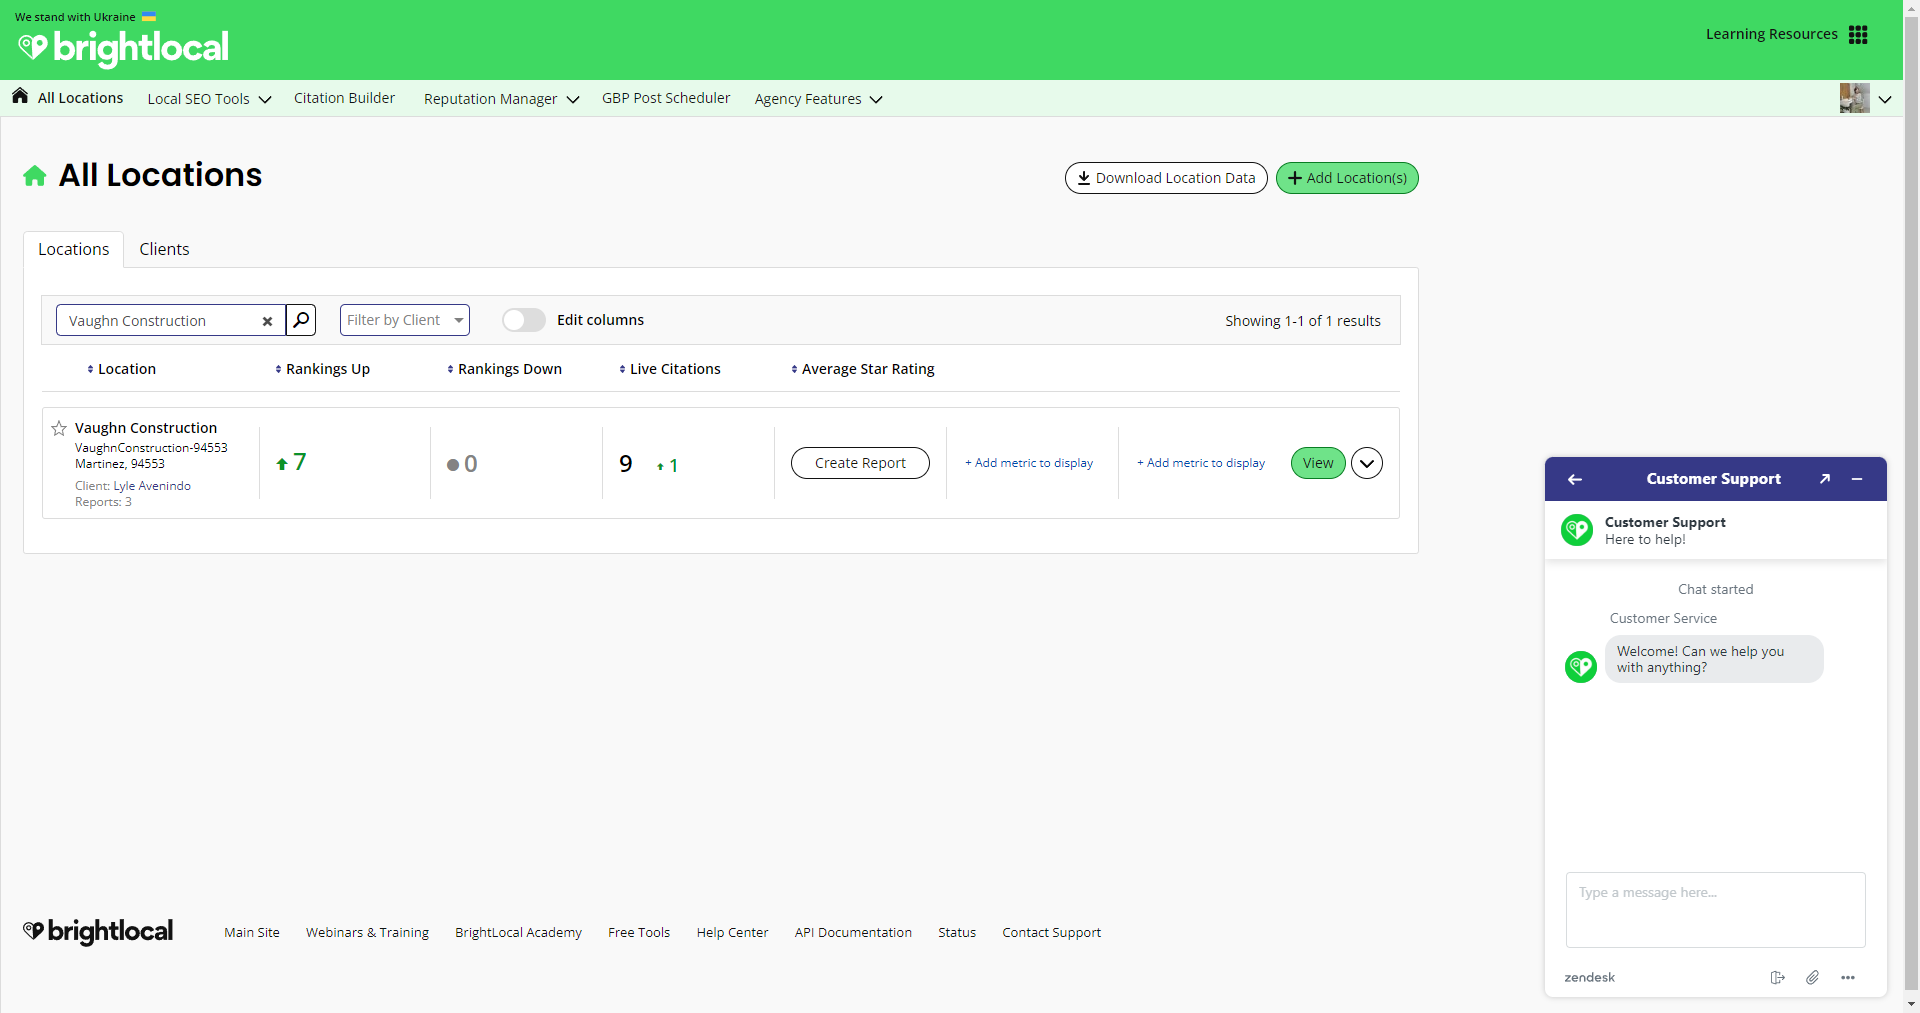 We stand with Ukraine
brightlocal
Learning Resources
All Locations
Local SEO Tools
Citation Builder
Reputation Manager
GBP Post Scheduler
Agency Features
All Locations
Download Location Data
Add Location(s)
Locations
Clients
Vaughn Construction
Filter by Client
Edit columns
Showing 1-1 of 1 results
Location
Rankings Up
Rankings Down
Live Citations
Average Star Rating
Vaughn Construction
VaughnConstruction-94553
Martinez, 94553
Client: Lyle Avenindo
Reports: 3
7
0
9
1
Create Report
+ Add metric to display
+ Add metric to display
View
Customer Support
Customer Support
Here to help!
Chat started
Customer Service
Welcome! Can we help you
with anything?
Type a message here...
zendesk
brightlocal
Main Site
Webinars & Training
BrightLocal Academy
Free Tools
Help Center
API Documentation
Status
Contact Support